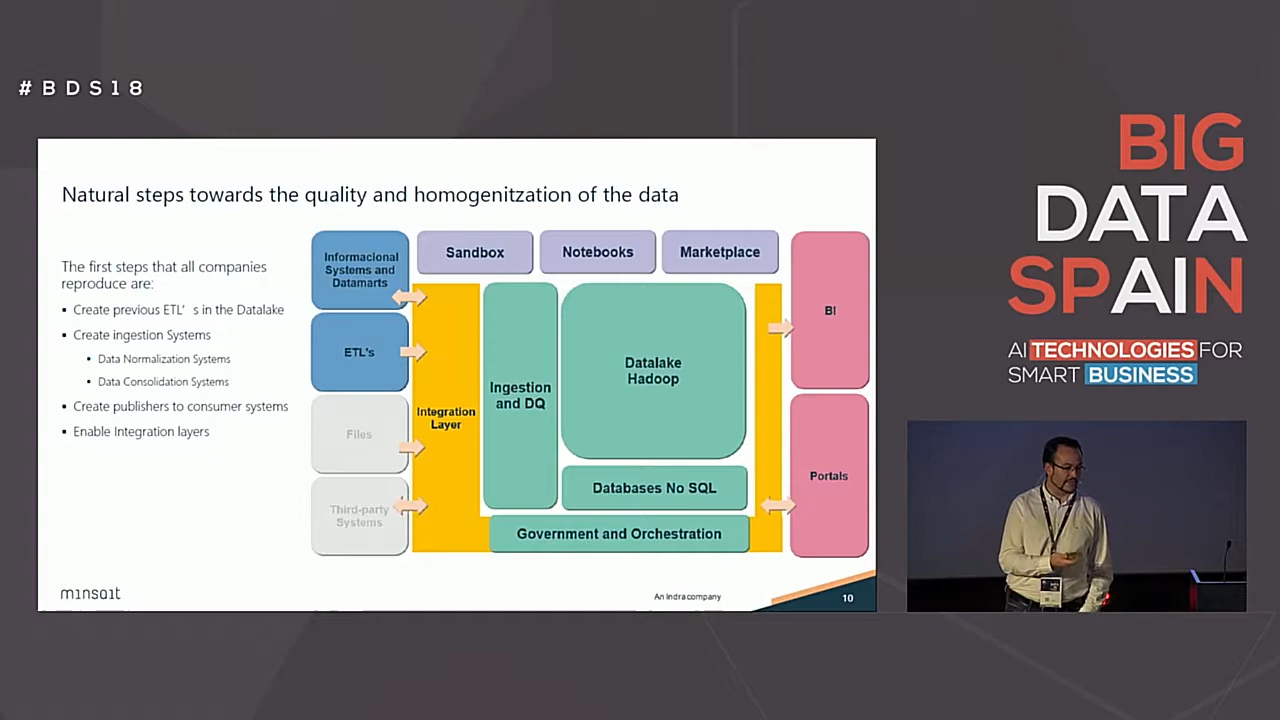 #BDS18
BIG
DATA
SPAIN
AI TECHNOLOGIES FOR
SMART BUSINESS
Natural steps towards the quality and homogenitzation of the data
The first steps that all companies
reproduce are:
▪ Create previous ETL' s in the Datalake
▪ Create ingestion Systems
▪ Data Normalization Systems
▪ Data Consolidation Systems
▪ Create publishers to consumer systems
▪ Enable Integration layers
Informacional
Systems and
Datamarts
ETL's
Files
Third-party
Systems
Integration
Layer
Sandbox
Notebooks
Marketplace
Ingestion
and DQ
Datalake
Hadoop
Databases No SQL
Government and Orchestration
BI
Portals
minsait
An Indra company
10